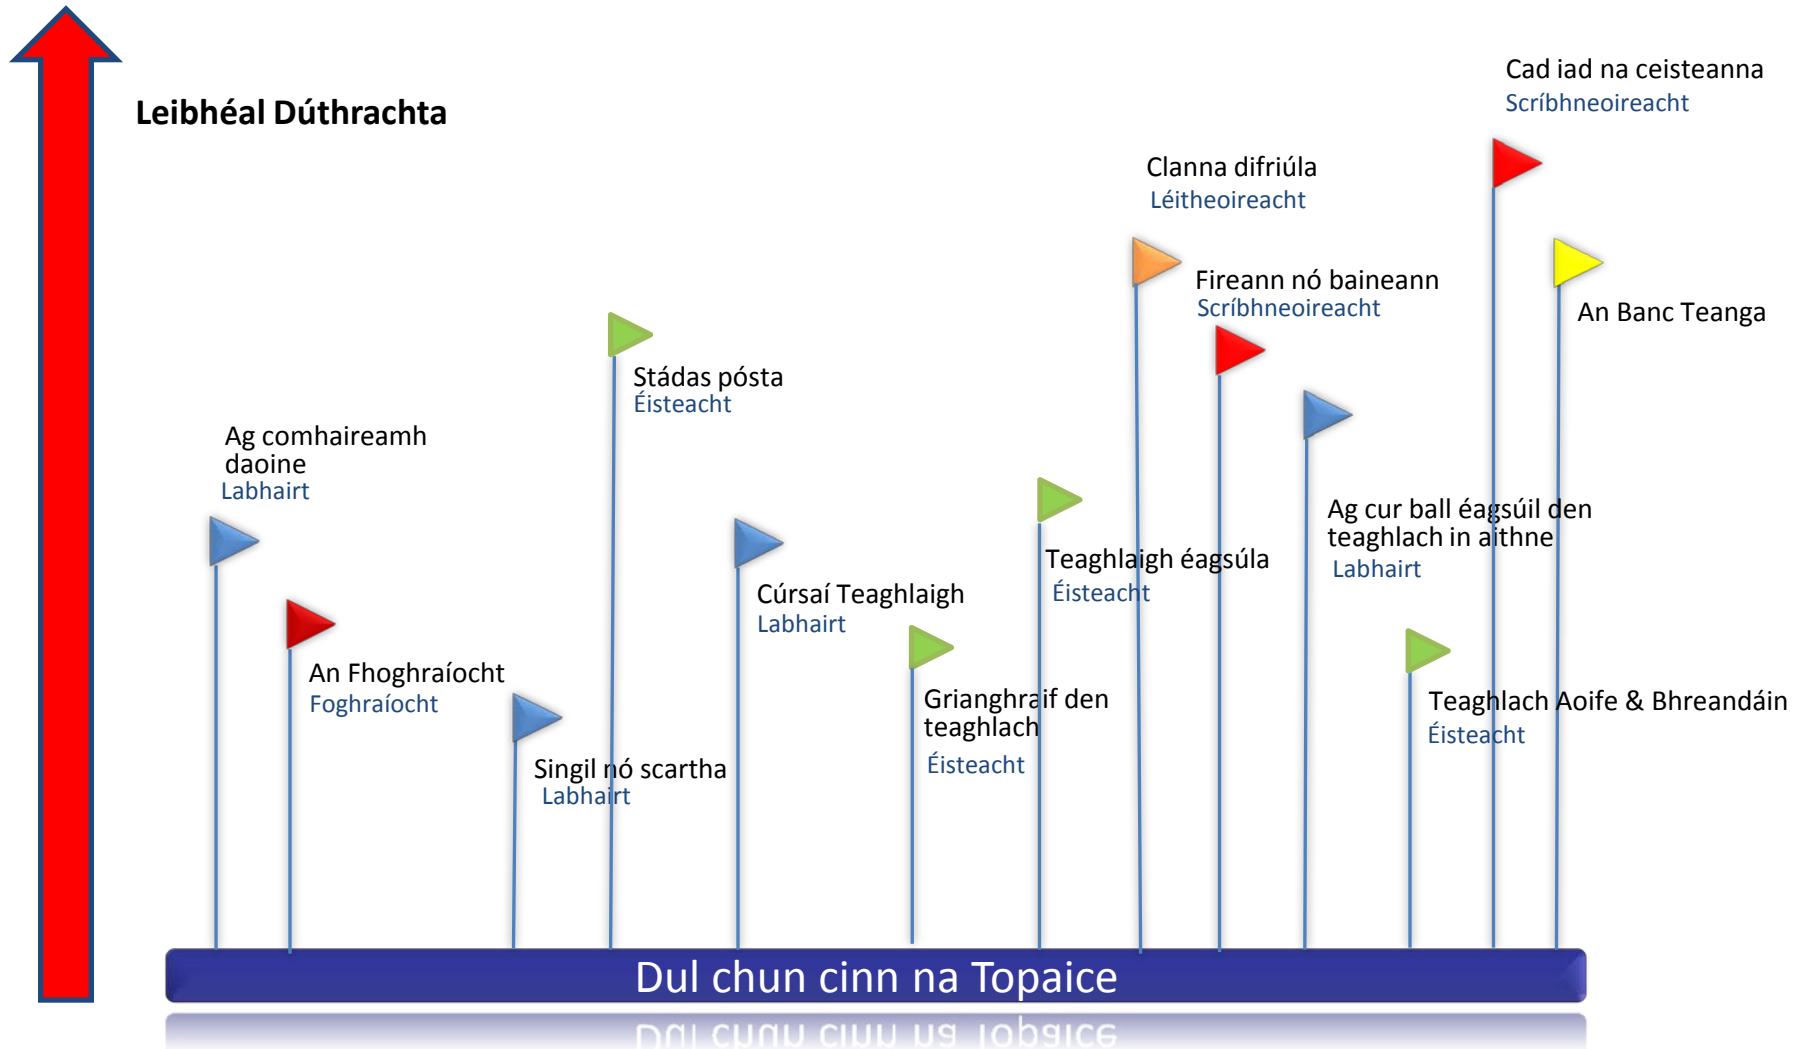 Leibhéal Dúthrachta
Ag comhaireamh
daoine
Labhairt
An Fhoghraíocht
Foghraíocht
Singil nó scartha
Labhairt
Stádas pósta
Éisteacht
Cúrsaí Teaghlaigh
Labhairt
Grianghraif den
teaghlach
Éisteacht
Teaghlaigh éagsúla
Éisteacht
Clanna difriúla
Léitheoireacht
Fireann nó baineann
Scríbhneoireacht
Ag cur ball éagsúil den
teaghlach in aithne
Labhairt
Teaghlach Aoife & Bhreandáin
Éisteacht
Cad iad na ceisteanna
Scríbhneoireacht
An Banc Teanga
Dul chun cinn na Topaice